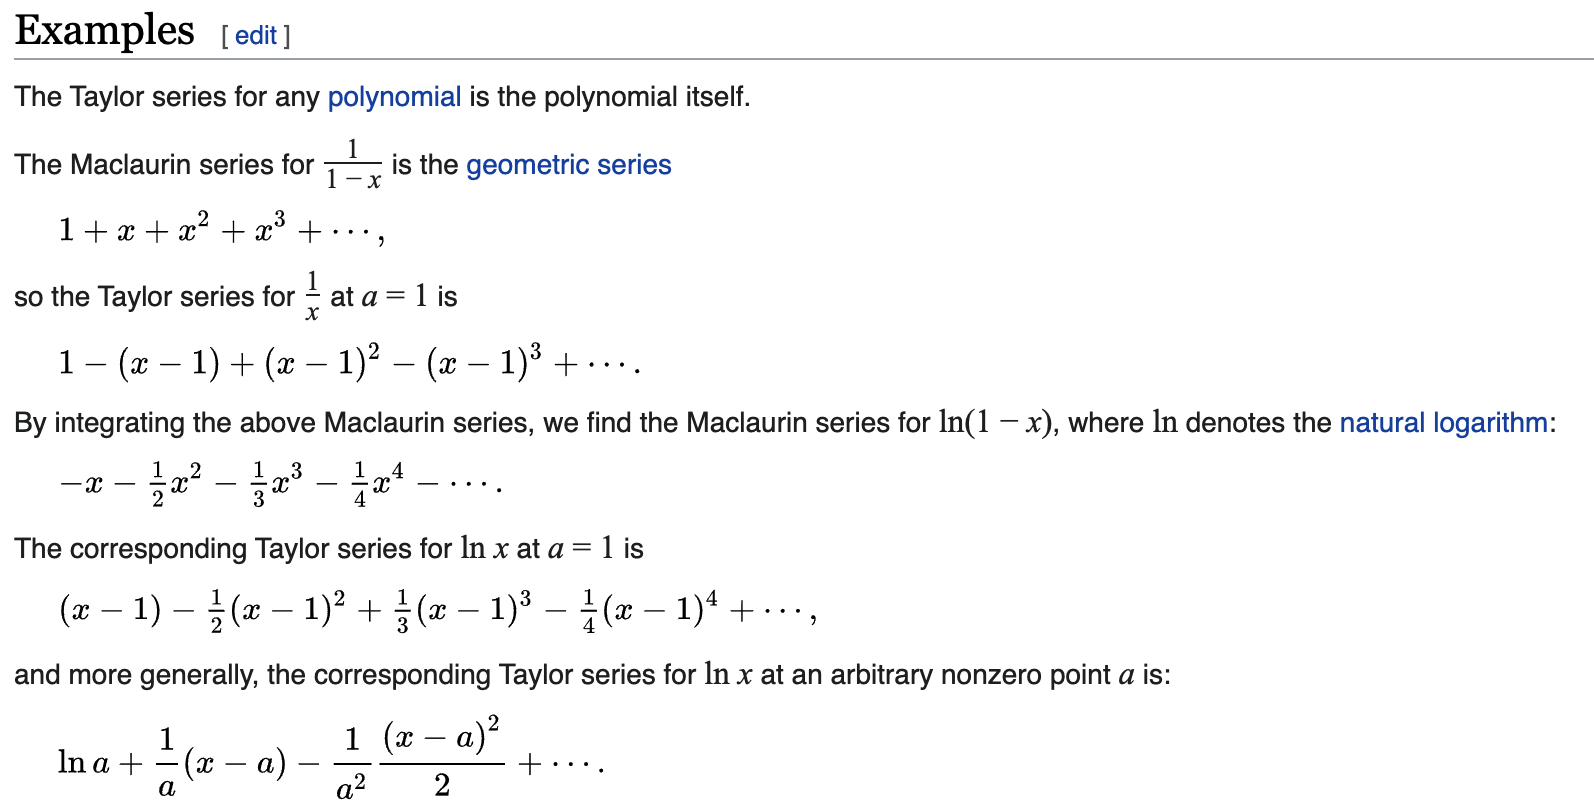 Examples [ edit ]
The Taylor series for any polynomial is the polynomial itself.
The Maclaurin series for \frac{1}{1-x} is the geometric series
1 + x + x^2 + x^3 + \cdots,
so the Taylor series for \frac{1}{x} at a = 1 is
1 - (x - 1) + (x - 1)^2 - (x - 1)^3 + \cdots.
By integrating the above Maclaurin series, we find the Maclaurin series for ln(1 − x), where ln denotes the natural logarithm:
-x - \frac{1}{2}x^2 - \frac{1}{3}x^3 - \frac{1}{4}x^4 - \cdots.
The corresponding Taylor series for ln x at a = 1 is
(x - 1) - \frac{1}{2}(x - 1)^2 + \frac{1}{3}(x - 1)^3 - \frac{1}{4}(x - 1)^4 + \cdots,
and more generally, the corresponding Taylor series for ln x at an arbitrary nonzero point a is:
\ln a + \frac{1}{a}(x - a) - \frac{1}{a^2}\frac{(x - a)^2}{2} + \cdots.